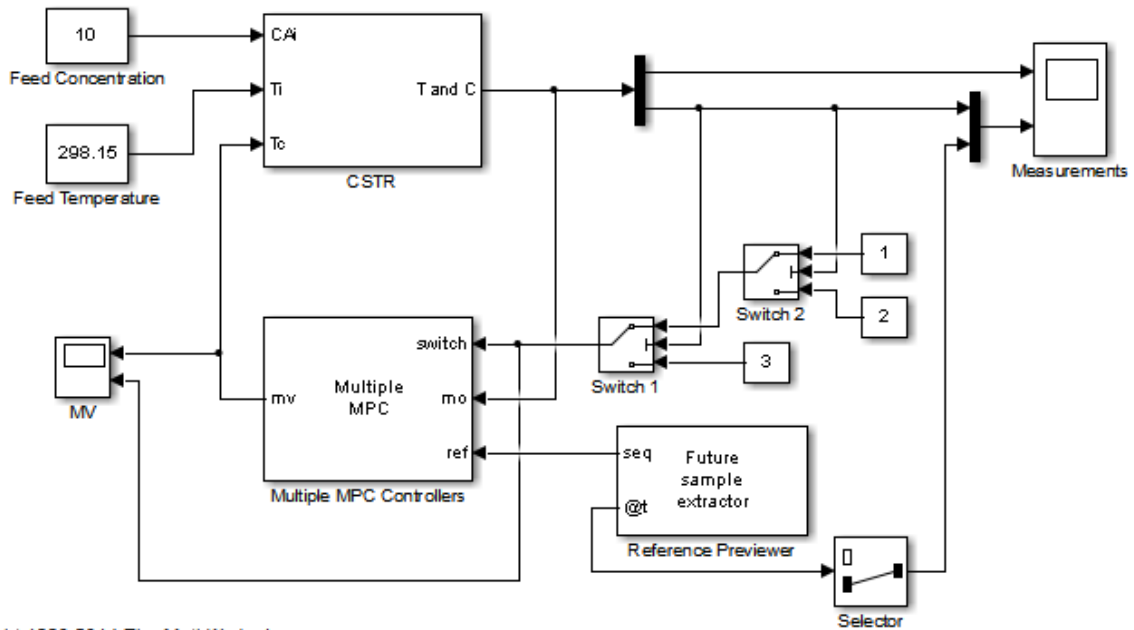 10
Feed Concentration
298.15
Feed Temperature
CAi
Ti
Tc
T and C
CSTR
Measurements
1
2
Switch 2
3
Switch 1
MV
switch
mo
ref
mv
Multiple
MPC
Multiple MPC Controllers
seq
@t
Future
sample
extractor
Reference Previewer
Selector